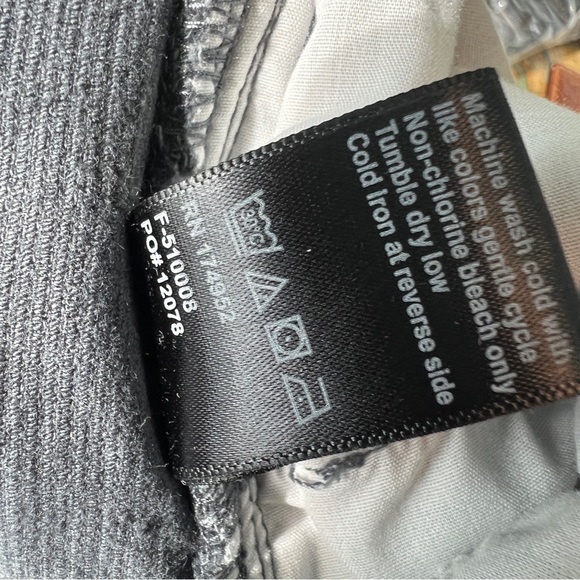 Machine wash cold with
like colors gentle cycle
Non-chlorine bleach only
Tumble dry low
Cold Iron at reverse side
RN 174957
F-510008
PO# 12078